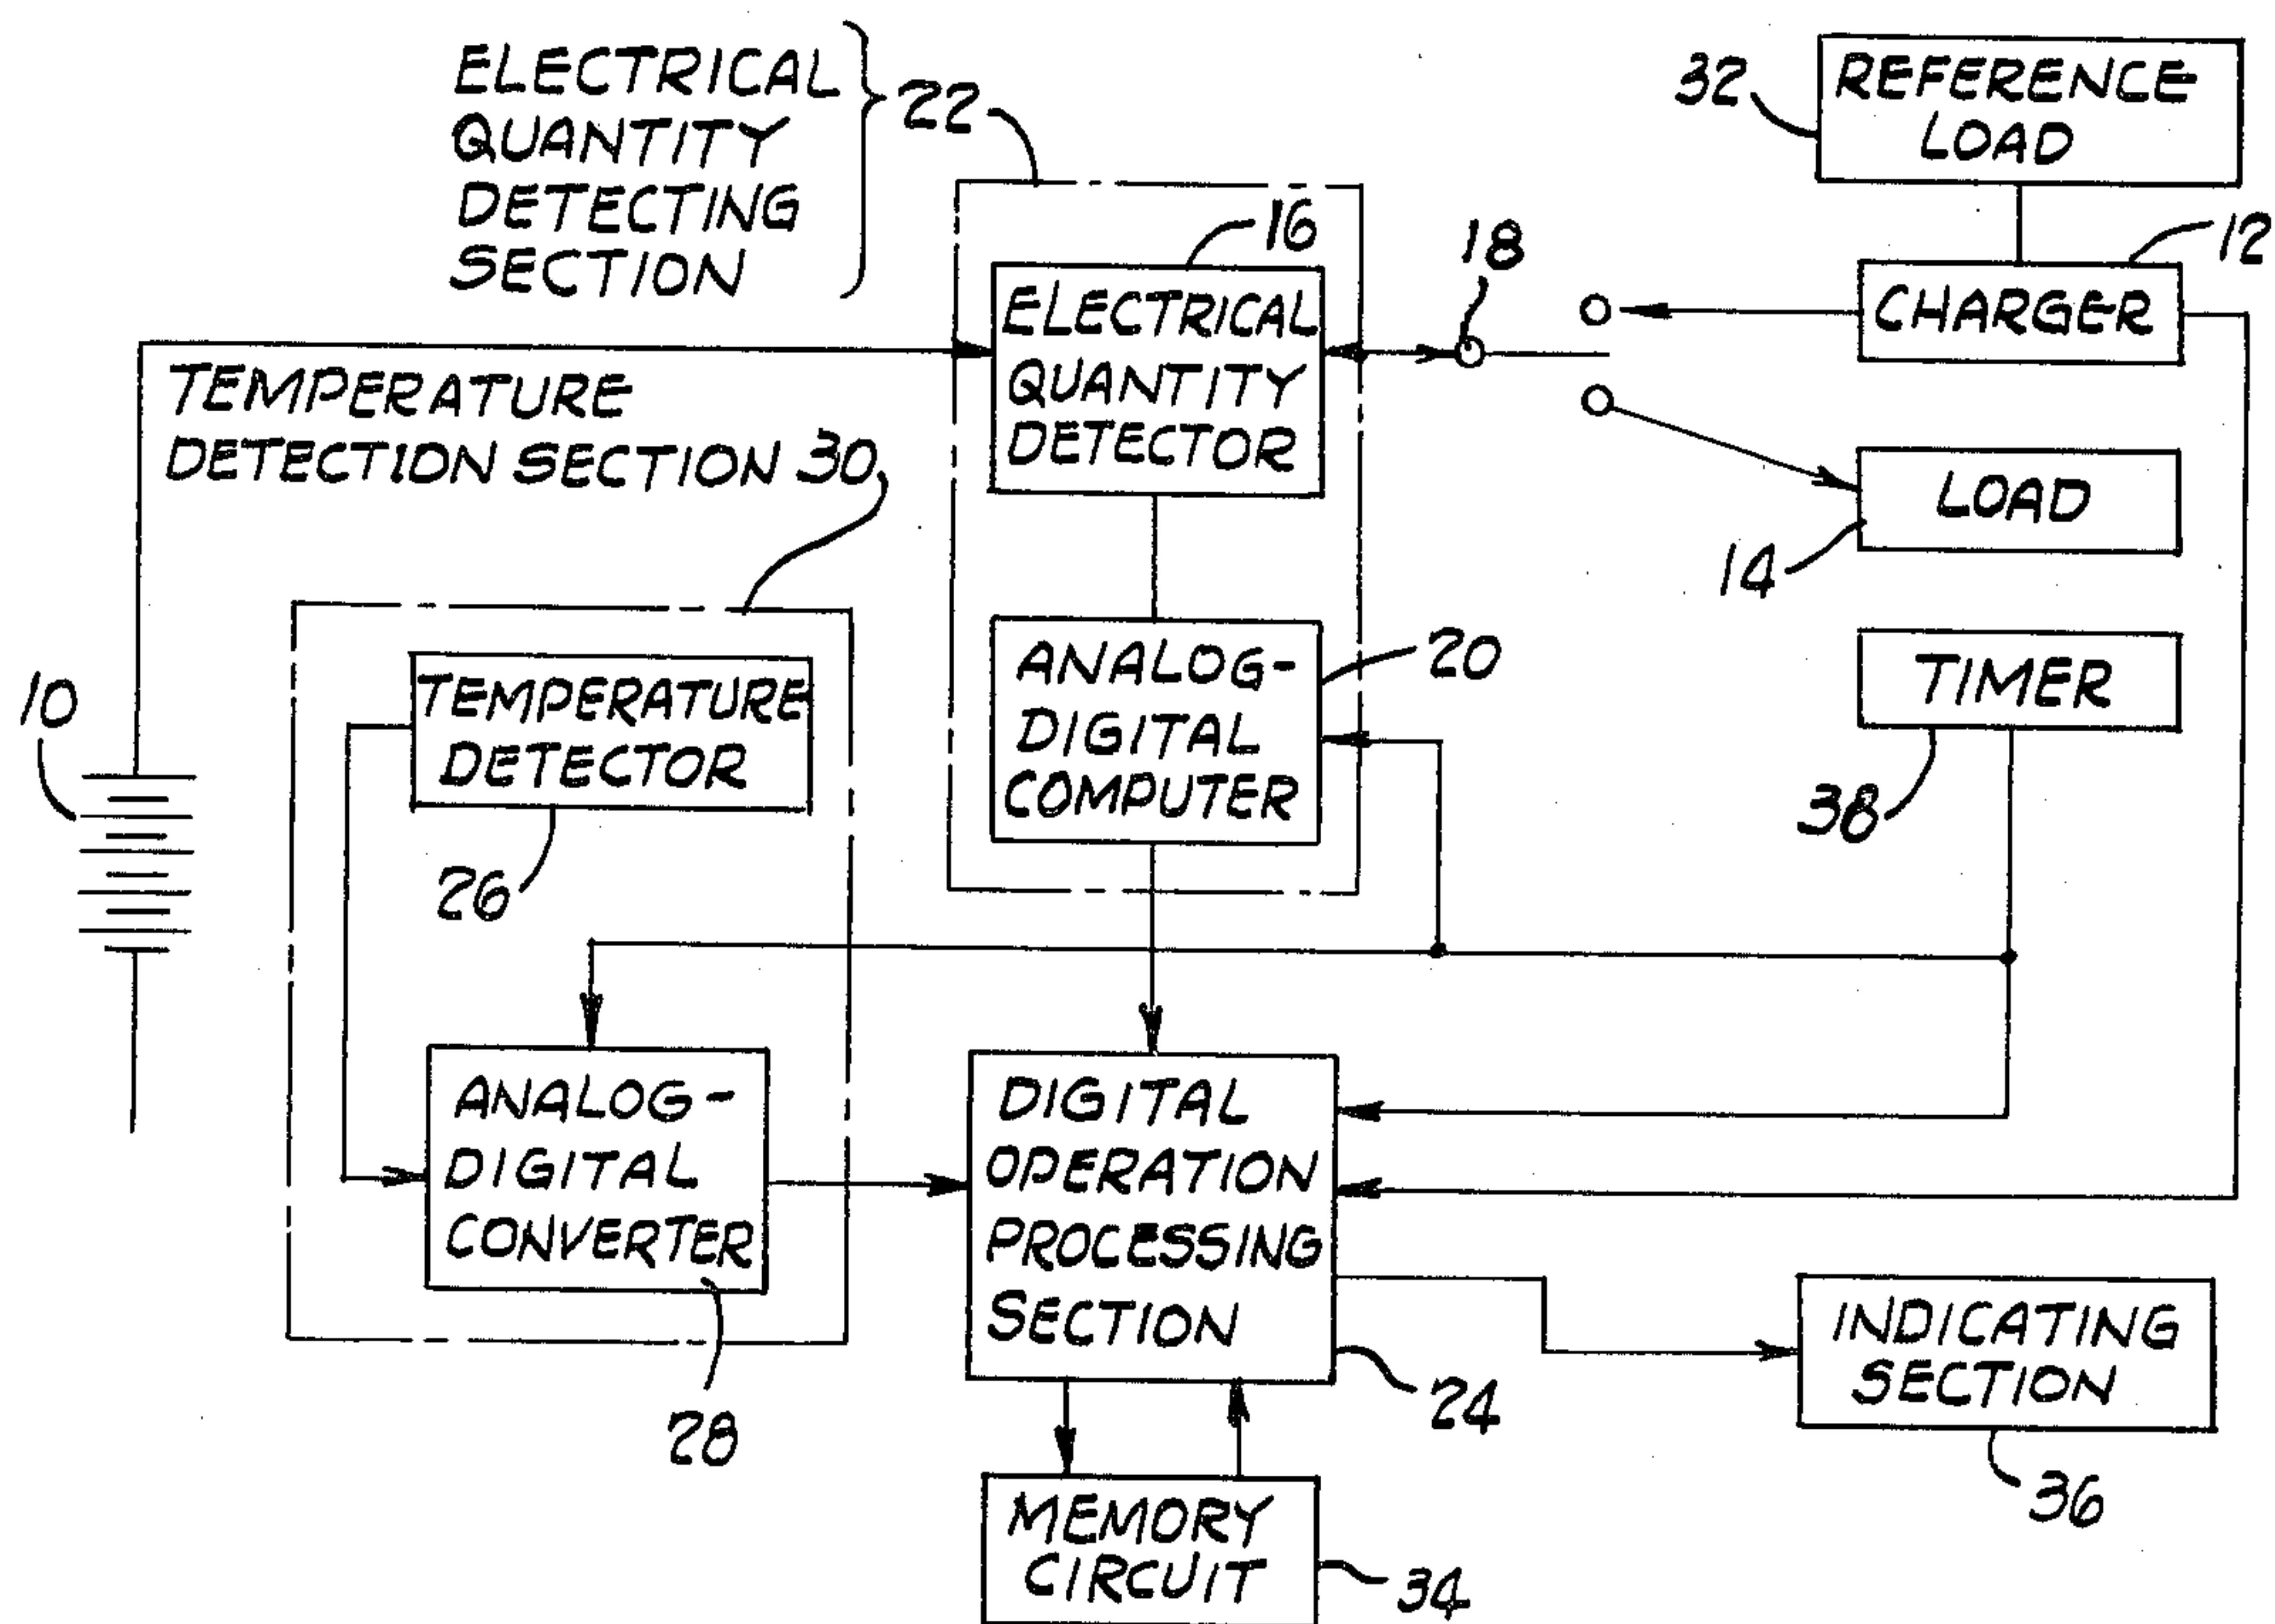 ELECTRICAL
QUANTITY
DETECTING
SECTION
22
32
REFERENCE
LOAD
16
18
12
ELECTRICAL
QUANTITY
DETECTOR
CHARGER
TEMPERATURE
DETECTION SECTION 30
LOAD
14
10
TEMPERATURE
DETECTOR
26
ANALOG-
DIGITAL
COMPUTER
20
TIMER
38
ANALOG-
DIGITAL
CONVERTER
28
DIGITAL
OPERATION
PROCESSING
SECTION
24
INDICATING
SECTION
36
MEMORY
CIRCUIT
34